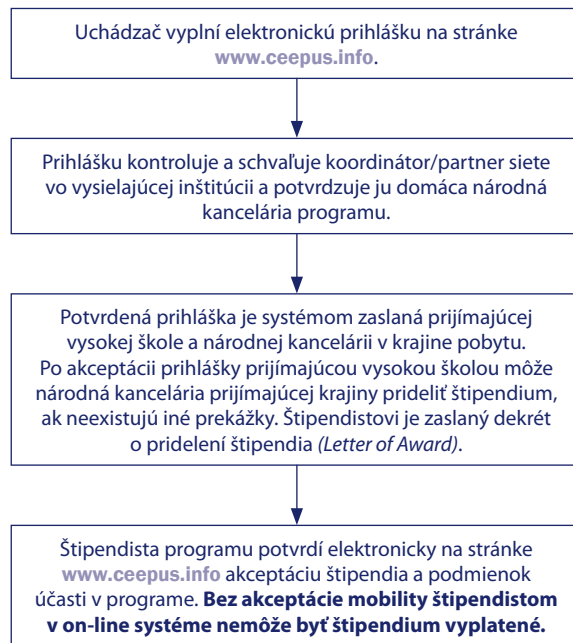 Uchádzač vyplní elektronickú prihlášku na stránke
www.ceepus.info.
Prihlášku kontroluje a schvaľuje koordinátor/partner siete
vo vysielajúcej inštitúcii a potvrdzuje ju domáca národná
kancelária programu.
Potvrdená prihláška je systémom zaslaná prijímajúcej
vysokej škole a národnej kancelárii v krajine pobytu.
Po akceptácii prihlášky prijímajúcou vysokou školou môže
národná kancelária prijímajúcej krajiny prideliť štipendium,
ak neexistujú iné prekážky. Štipendistovi je zaslaný dekrét
o pridelení štipendia (Letter of Award).
Štipendista programu potvrdí elektronicky na stránke
www.ceepus.info akceptáciu štipendia a podmienok
účasti v programe. Bez akceptácie mobility štipendistom
v on-line systéme nemôže byť štipendium vyplatené.